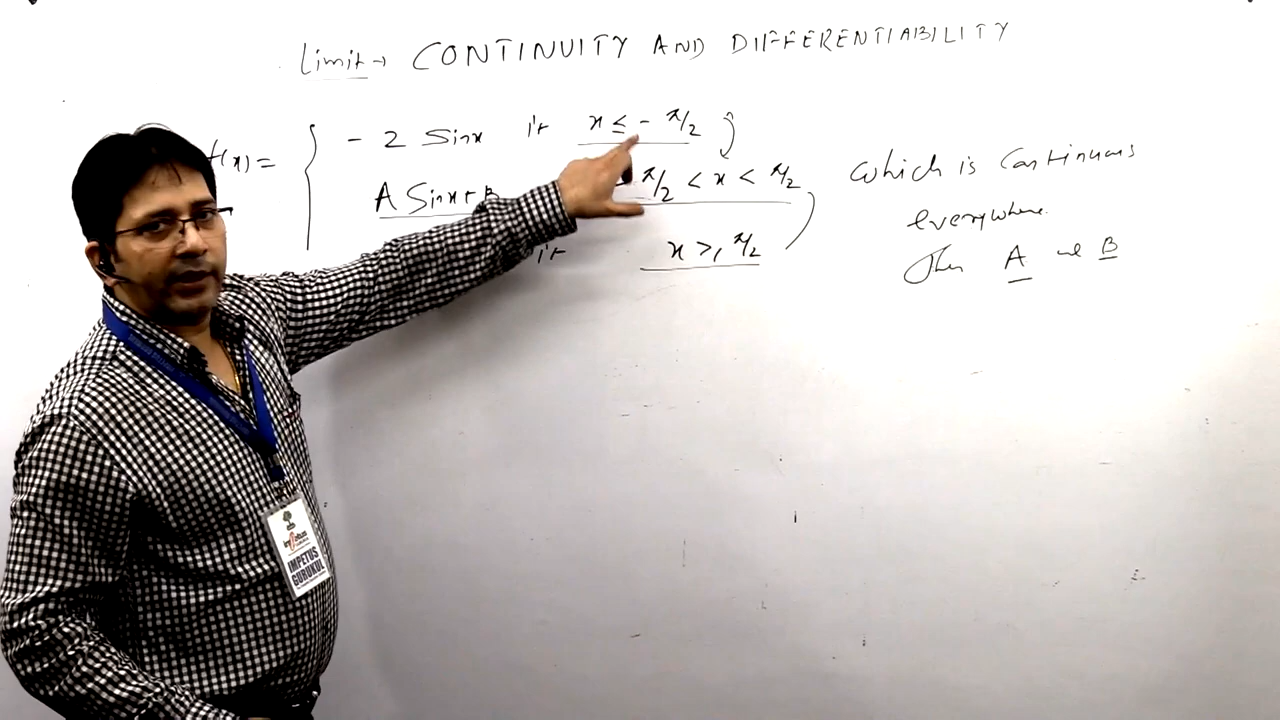 Limit → CONTINUITY AND DIFFERENTIABILITY
f(x) =
- 2 Sinx if x ≤ - π/2
A Sinx + B - π/2 < x < π/2
if x ≥ π/2
which is Continuous
everywhere.
Then A and B
IMPETUS
GURUKUL